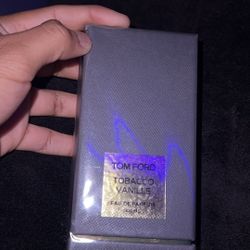 TOM FORD
TOBACCO
VANILLE
EAU DE PARFUM